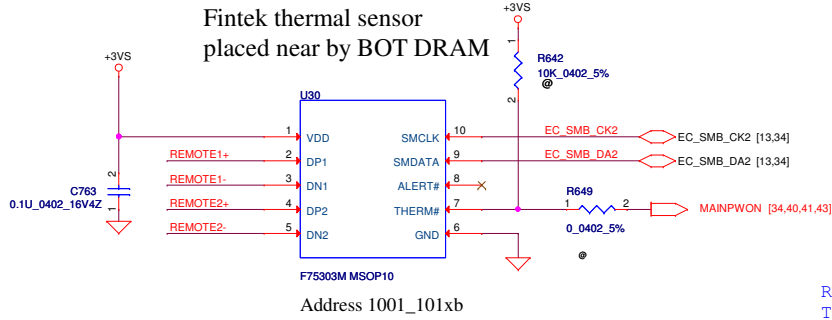 Fintek thermal sensor
placed near by BOT DRAM
+3VS
+3VS
1
R642
10K_0402_5%
@
2
U30
1 VDD SMCLK 10 EC_SMB_CK2 EC_SMB_CK2 [13,34]
REMOTE1+ 2 DP1 SMDATA 9 EC_SMB_DA2 EC_SMB_DA2 [13,34]
REMOTE1- 3 DN1 ALERT# 8
2
C763
0.1U_0402_16V4Z
1
R649
REMOTE2+ 4 DP2 THERM# 7 1 2 MAINPWON [34,40,41,43]
0_0402_5%
REMOTE2- 5 DN2 GND 6
@
F75303M MSOP10
Address 1001_101xb
R
T